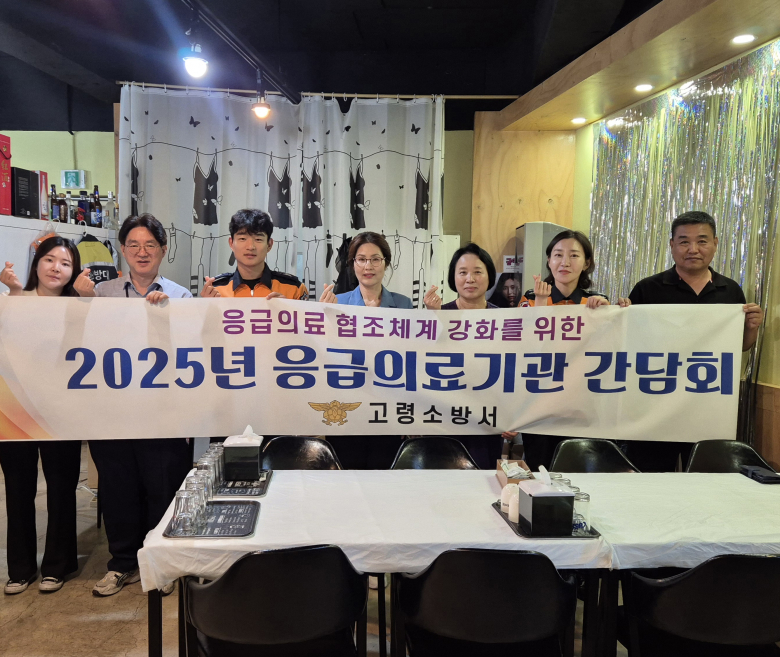 응급의료 협조체계 강화를 위한
2025년 응급의료기관 간담회
고령소방서